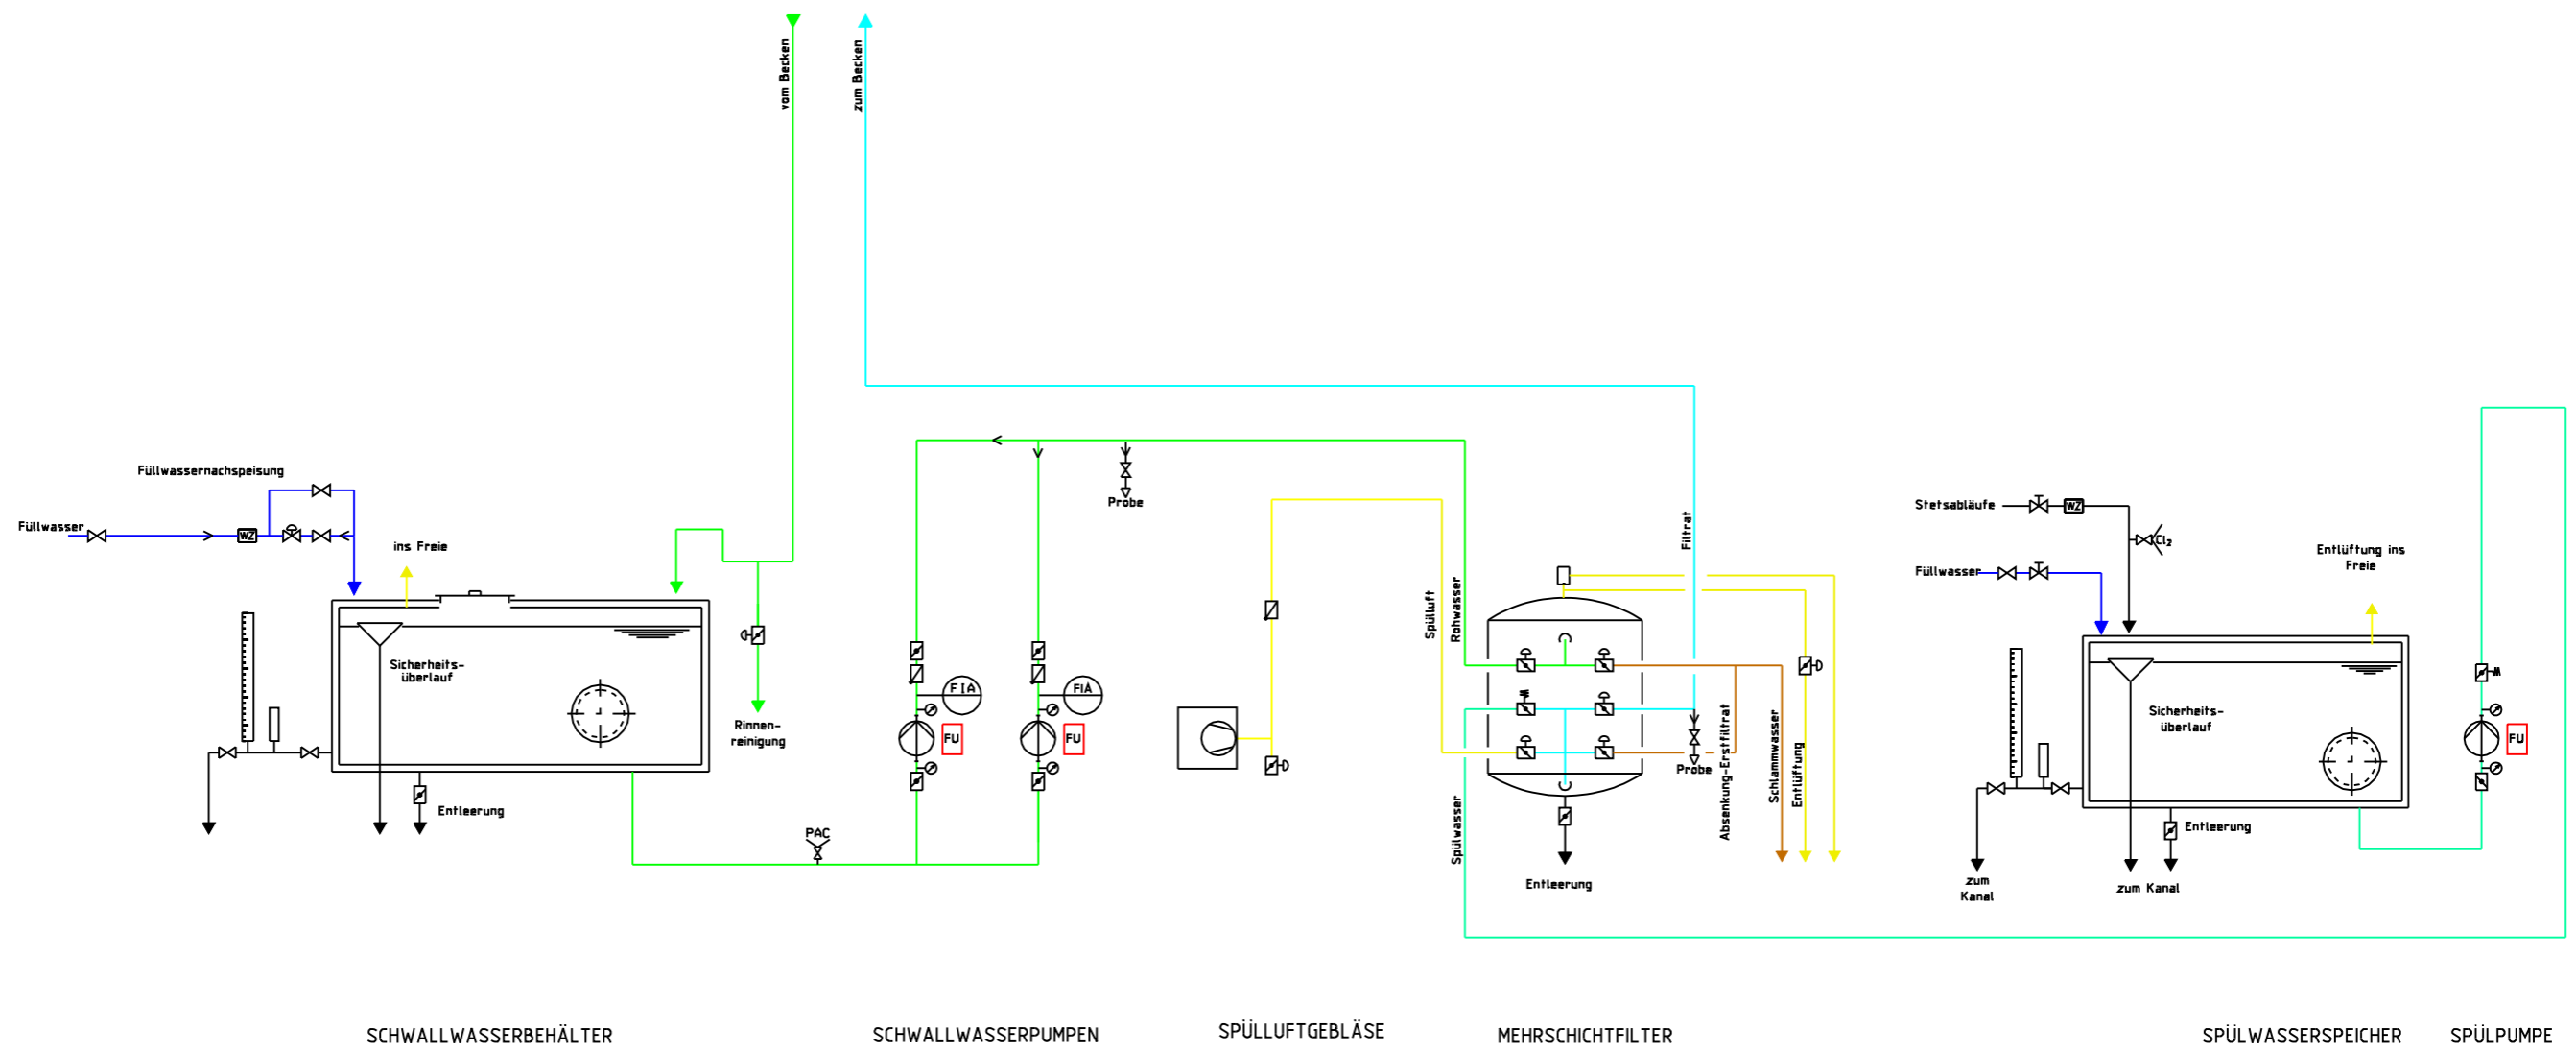 vom Becken
zum Becken
Füllwassernachspeisung
Füllwasser
WZ
ins Freie
Sicherheits-
überlauf
Entleerung
Rinnen-
reinigung
PAC
FIA
FU
FIA
FU
Probe
Spülluft
Rohwasser
Spülwasser
Filtrat
Probe
Absenkung-Erstfiltrat
Schlammwasser
Entlüftung
Entleerung
Stetsabläufe
WZ
Cl2
Füllwasser
Entlüftung ins
Freie
Sicherheits-
überlauf
Entleerung
zum
Kanal
zum Kanal
FU
SCHWALLWASSERBEHÄLTER
SCHWALLWASSERPUMPEN
SPÜLLUFTGEBLÄSE
MEHRSCHICHTFILTER
SPÜLWASSERSPEICHER
SPÜLPUMPE